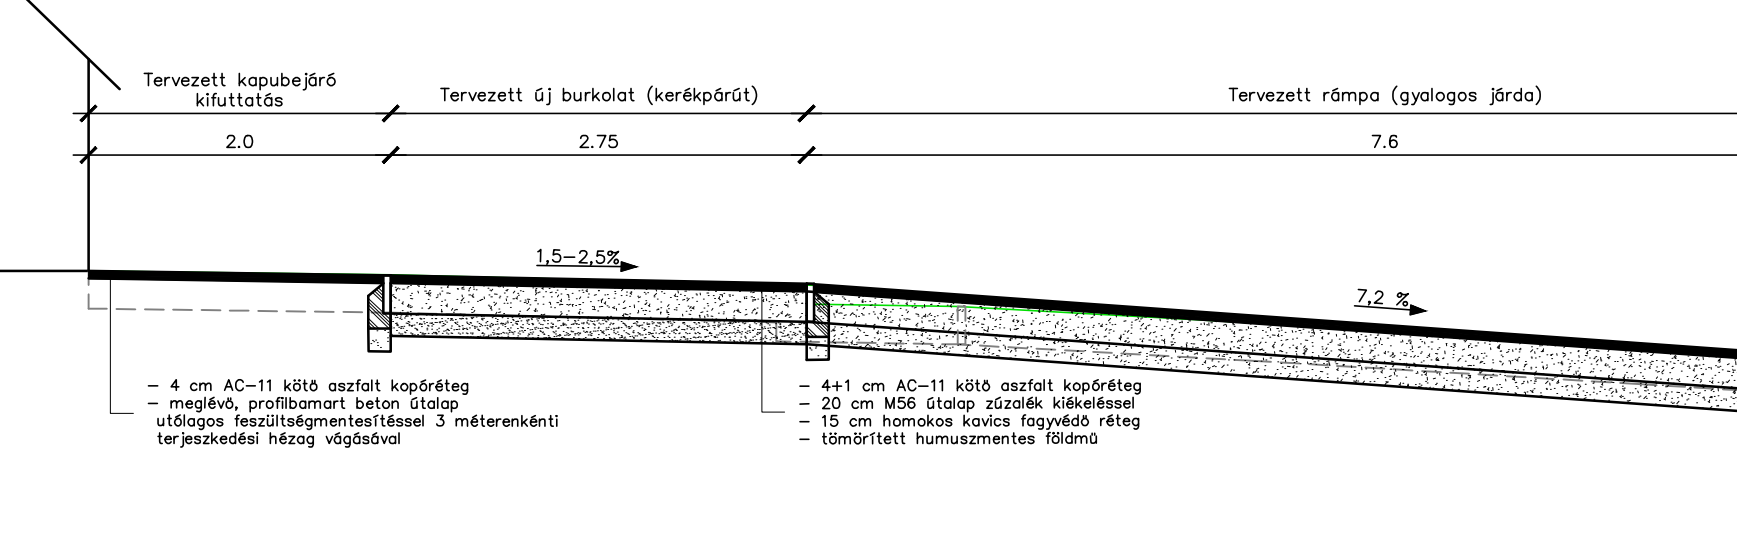 Tervezett kapubejáró
kifuttatás
Tervezett új burkolat (kerékpárút)
Tervezett rámpa (gyalogos járda)
2.0
2.75
7.6
1,5-2,5%
7,2 %
- 4 cm AC-11 kötő aszfalt kopóréteg
- meglévő, profilbamart beton útalap
utólagos feszültségmentesítéssel 3 méterenkénti
terjeszkedési hézag vágásával
- 4+1 cm AC-11 kötő aszfalt kopóréteg
- 20 cm M56 útalap zúzalék kiékeléssel
- 15 cm homokos kavics fagyvédő réteg
- tömörített humuszmentes földmű